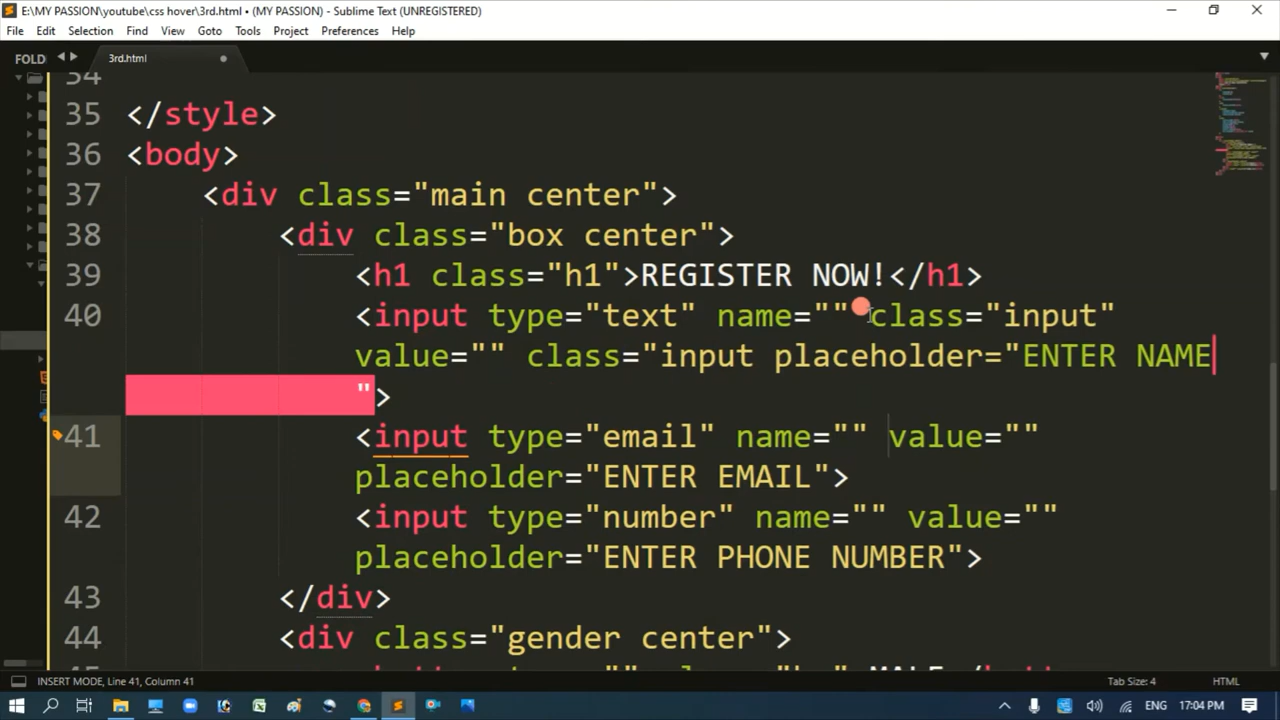 E:\MY PASSION\youtube\css hover\3rd.html • (MY PASSION) - Sublime Text (UNREGISTERED)
File Edit Selection Find View Goto Tools Project Preferences Help
FOLD
3rd.html
34
35 </style>
36 <body>
37 <div class="main center">
38 <div class="box center">
39 <h1 class="h1">REGISTER NOW!</h1>
40 <input type="text" name="" class="input"
value="" class="input placeholder="ENTER NAME
">
41 <input type="email" name="" value=""
placeholder="ENTER EMAIL">
42 <input type="number" name="" value=""
placeholder="ENTER PHONE NUMBER">
43 </div>
44 <div class="gender center">
INSERT MODE, Line 41, Column 41 Tab Size: 4 HTML
ENG 17:04 PM